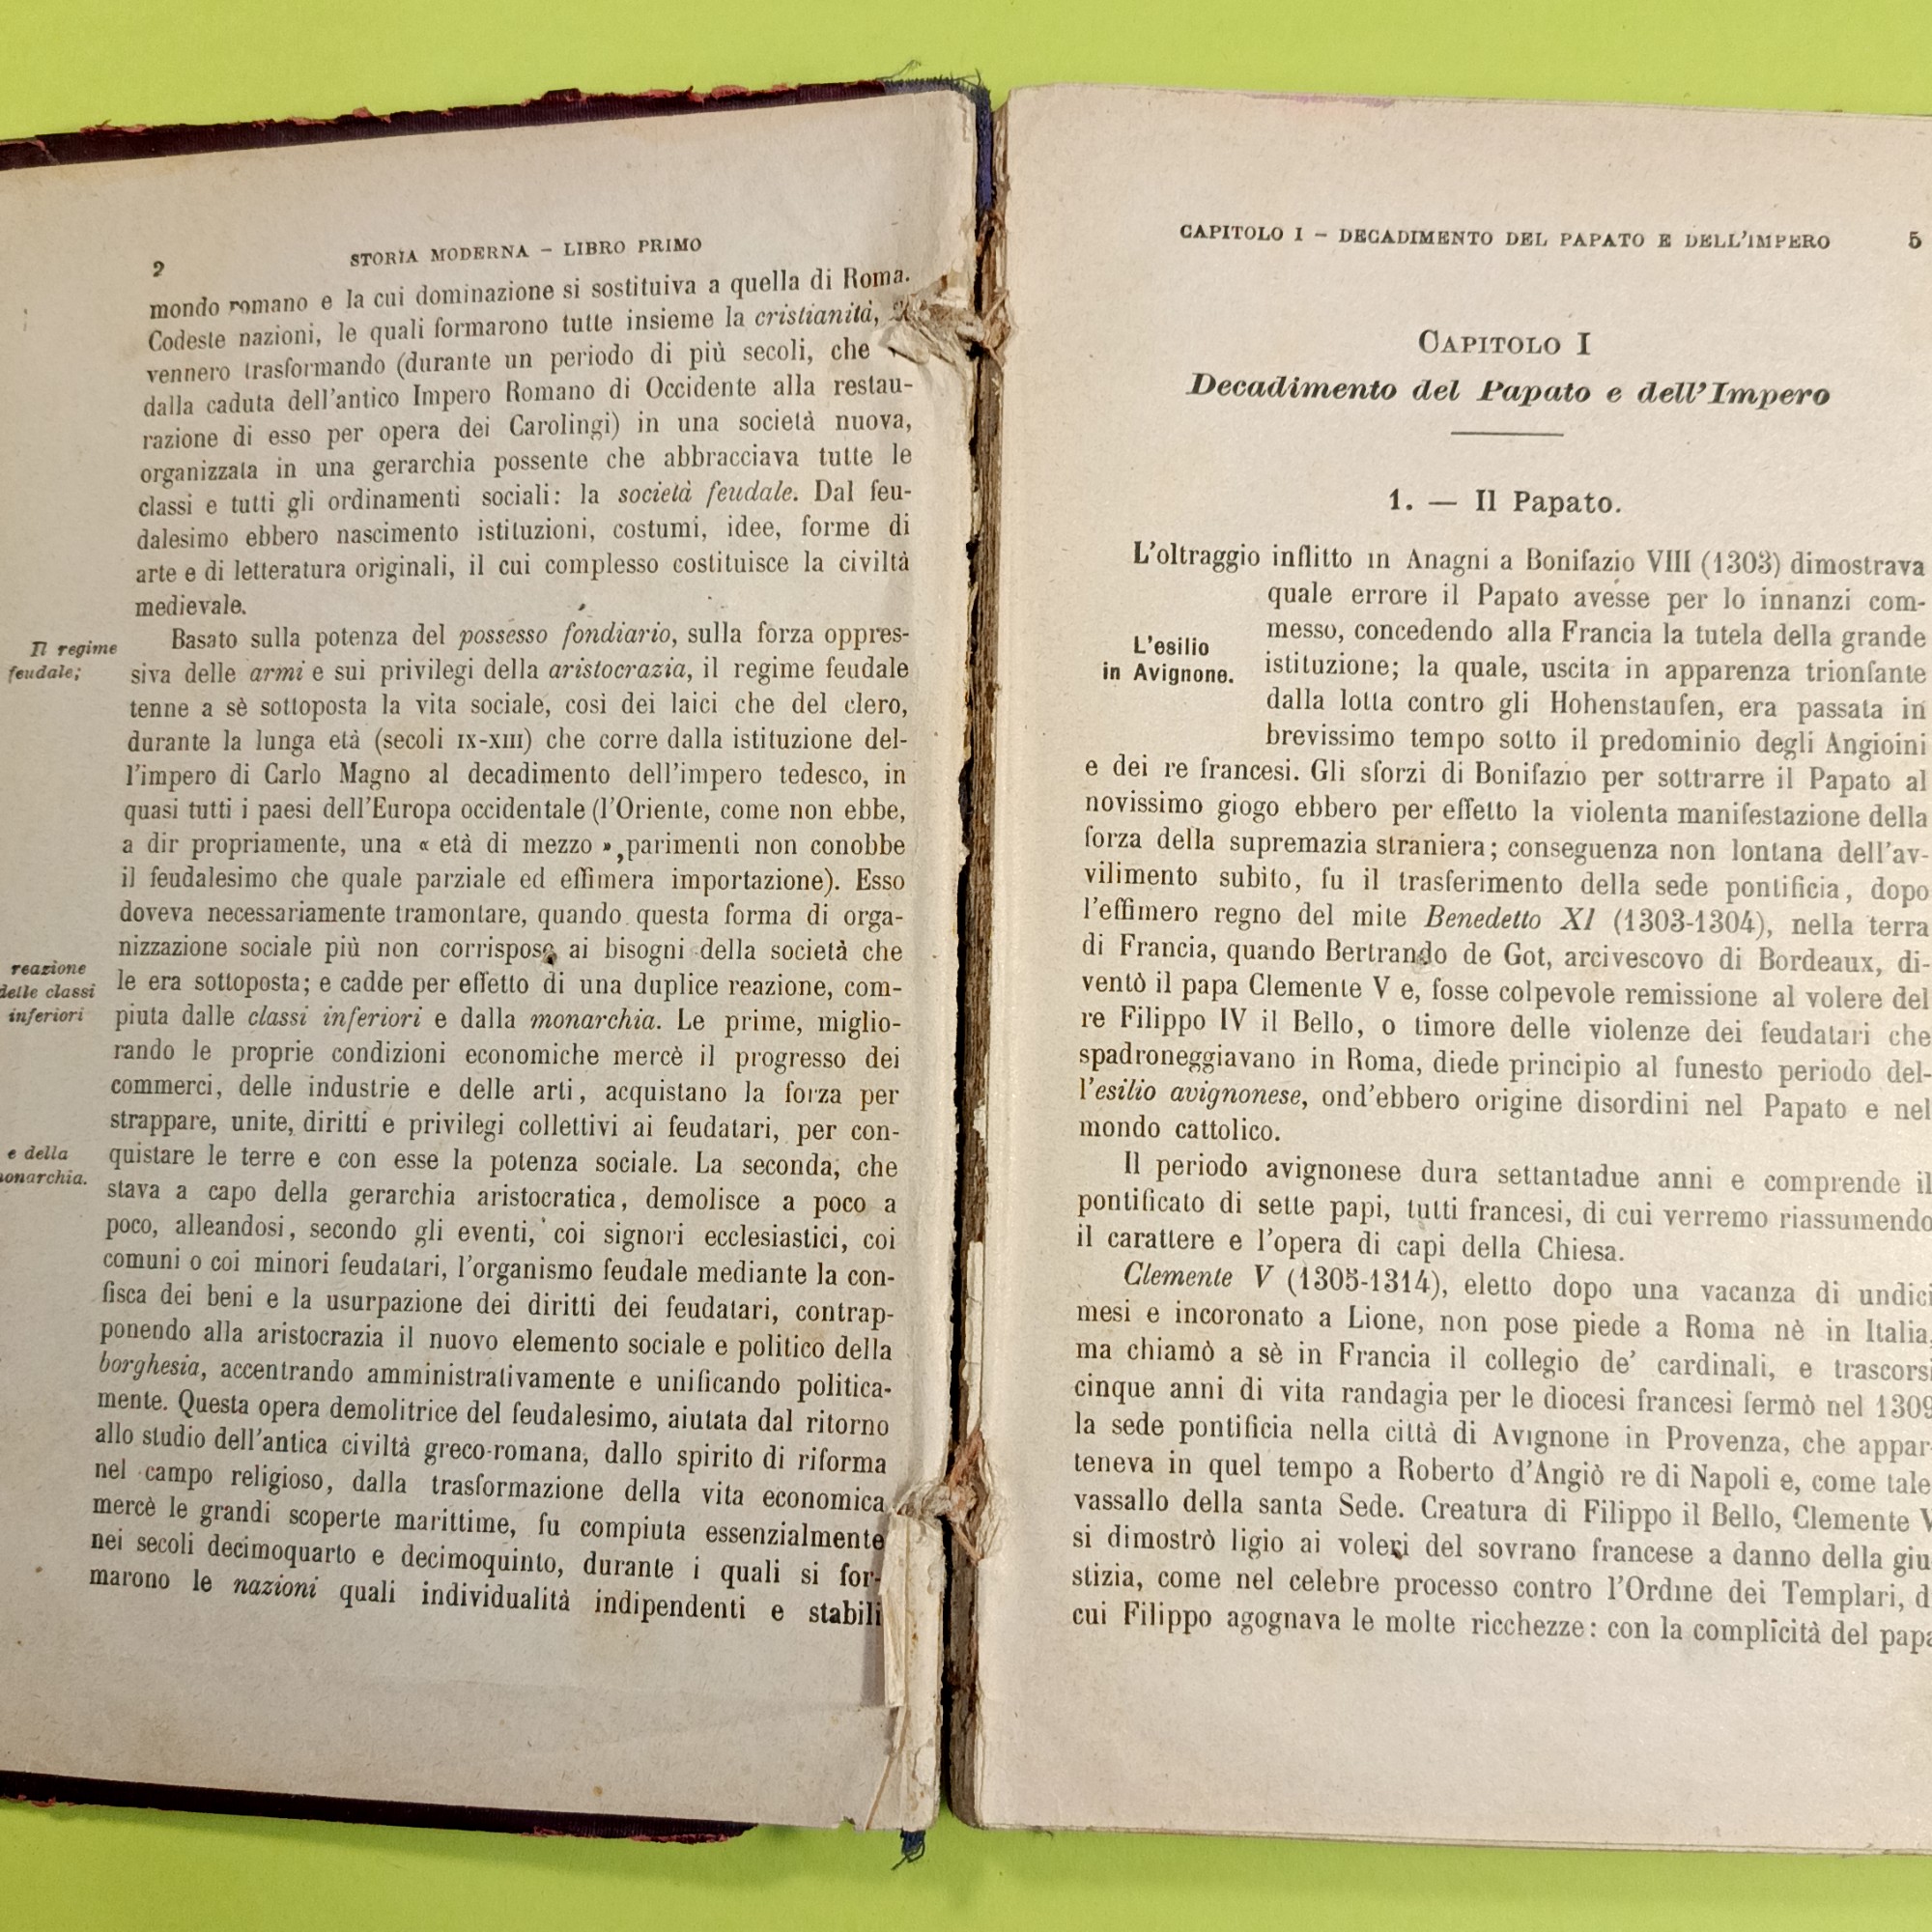 2 STORIA MODERNA – LIBRO PRIMO
mondo romano e la cui dominazione si sostituiva a quella di Roma.
Codeste nazioni, le quali formarono tutte insieme la cristianità,
vennero trasformando (durante un periodo di più secoli, che
dalla caduta dell'antico Impero Romano di Occidente alla restau-
razione di esso per opera dei Carolingi) in una società nuova,
organizzata in una gerarchia possente che abbracciava tutte le
classi e tutti gli ordinamenti sociali: la società feudale. Dal feu-
dalesimo ebbero nascimento istituzioni, costumi, idee, forme di
arte e di letteratura originali, il cui complesso costituisce la civiltà
medievale.
Il regime
feudale;
Basato sulla potenza del possesso fondiario, sulla forza oppres-
siva delle armi e sui privilegi della aristocrazia, il regime feudale
tenne a sè sottoposta la vita sociale, così dei laici che del clero,
durante la lunga età (secoli IX-XIII) che corre dalla istituzione del-
l'impero di Carlo Magno al decadimento dell'impero tedesco, in
quasi tutti i paesi dell'Europa occidentale (l'Oriente, come non ebbe,
a dir propriamente, una « età di mezzo », parimenti non conobbe
il feudalesimo che quale parziale ed effimera importazione). Esso
doveva necessariamente tramontare, quando questa forma di orga-
nizzazione sociale più non corrispose ai bisogni della società che
reazione
delle classi
inferiori
le era sottoposta; e cadde per effetto di una duplice reazione, com-
piuta dalle classi inferiori e dalla monarchia. Le prime, miglio-
rando le proprie condizioni economiche mercè il progresso dei
commerci, delle industrie e delle arti, acquistano la forza per
strappare, unite, diritti e privilegi collettivi ai feudatari, per con-
e della
monarchia.
quistare le terre e con esse la potenza sociale. La seconda, che
stava a capo della gerarchia aristocratica, demolisce a poco a
poco, alleandosi, secondo gli eventi, coi signori ecclesiastici, coi
comuni o coi minori feudatari, l'organismo feudale mediante la con-
fisca dei beni e la usurpazione dei diritti dei feudatari, contrap-
ponendo alla aristocrazia il nuovo elemento sociale e politico della
borghesia, accentrando amministrativamente e unificando politica-
mente. Questa opera demolitrice del feudalesimo, aiutata dal ritorno
allo studio dell'antica civiltà greco-romana, dallo spirito di riforma
nel campo religioso, dalla trasformazione della vita economica
mercè le grandi scoperte marittime, fu compiuta essenzialmente
nei secoli decimoquarto e decimoquinto, durante i quali si for-
marono le nazioni quali individualità indipendenti e stabili
CAPITOLO I – DECADIMENTO DEL PAPATO E DELL'IMPERO 5
CAPITOLO I
Decadimento del Papato e dell'Impero
1. — Il Papato.
L'oltraggio inflitto in Anagni a Bonifazio VIII (1303) dimostrava
quale errore il Papato avesse per lo innanzi com-
L'esilio
in Avignone.
messo, concedendo alla Francia la tutela della grande
istituzione; la quale, uscita in apparenza trionfante
dalla lotta contro gli Hohenstaufen, era passata in
brevissimo tempo sotto il predominio degli Angioini
e dei re francesi. Gli sforzi di Bonifazio per sottrarre il Papato al
novissimo giogo ebbero per effetto la violenta manifestazione della
forza della supremazia straniera; conseguenza non lontana dell'av-
vilimento subito, fu il trasferimento della sede pontificia, dopo
l'effimero regno del mite Benedetto XI (1303-1304), nella terra
di Francia, quando Bertrando de Got, arcivescovo di Bordeaux, di-
ventò il papa Clemente V e, fosse colpevole remissione al volere del
re Filippo IV il Bello, o timore delle violenze dei feudatari che
spadroneggiavano in Roma, diede principio al funesto periodo del-
l'esilio avignonese, ond'ebbero origine disordini nel Papato e nel
mondo cattolico.
Il periodo avignonese dura settantadue anni e comprende il
pontificato di sette papi, tutti francesi, di cui verremo riassumendo
il carattere e l'opera di capi della Chiesa.
Clemente V (1305-1314), eletto dopo una vacanza di undici
mesi e incoronato a Lione, non pose piede a Roma nè in Italia,
ma chiamò a sè in Francia il collegio de' cardinali, e trascorsi
cinque anni di vita randagia per le diocesi francesi fermò nel 1309
la sede pontificia nella città di Avignone in Provenza, che appar-
teneva in quel tempo a Roberto d'Angiò re di Napoli e, come tale
vassallo della santa Sede. Creatura di Filippo il Bello, Clemente V
si dimostrò ligio ai voleri del sovrano francese a danno della giu-
stizia, come nel celebre processo contro l'Ordine dei Templari, d
cui Filippo agognava le molte ricchezze: con la complicità del papa